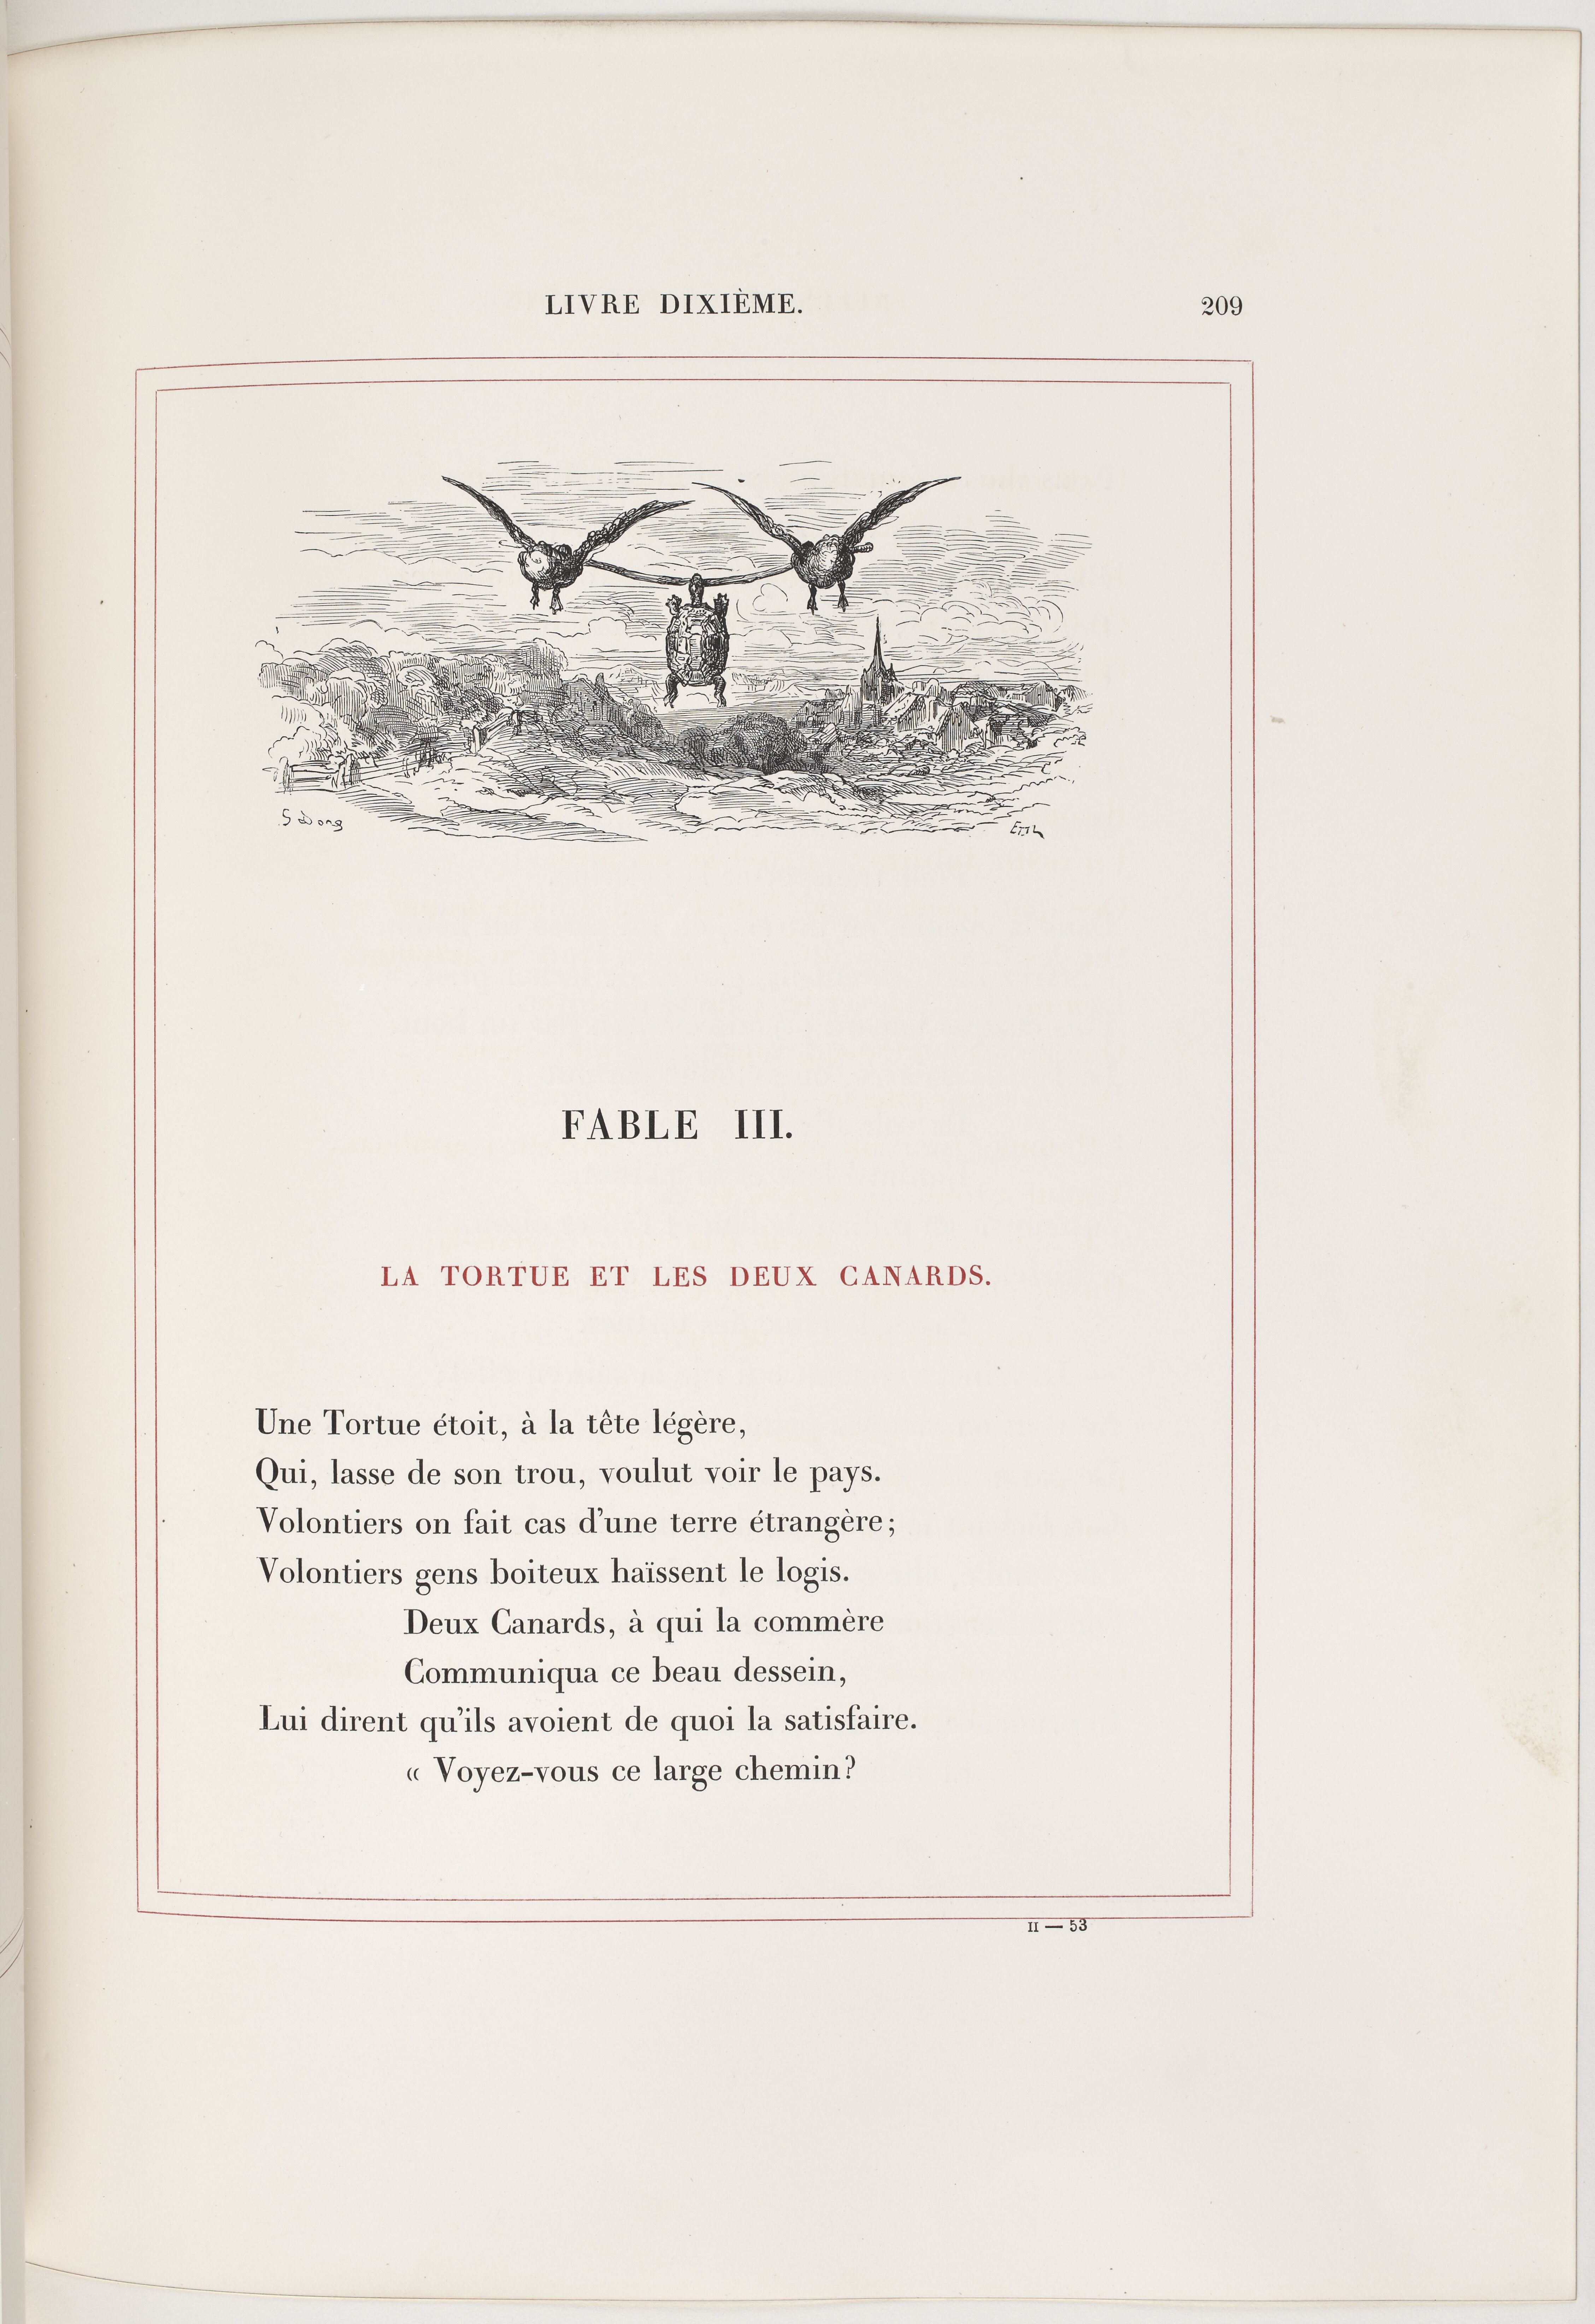 LIVRE DIXIÈME. 209
G Doré
FABLE III.
LA TORTUE ET LES DEUX CANARDS.
Une Tortue étoit, à la tête légère,
Qui, lasse de son trou, voulut voir le pays.
Volontiers on fait cas d'une terre étrangère;
Volontiers gens boiteux haïssent le logis.
Deux Canards, à qui la commère
Communiqua ce beau dessein,
Lui dirent qu'ils avoient de quoi la satisfaire.
« Voyez-vous ce large chemin?
II — 53